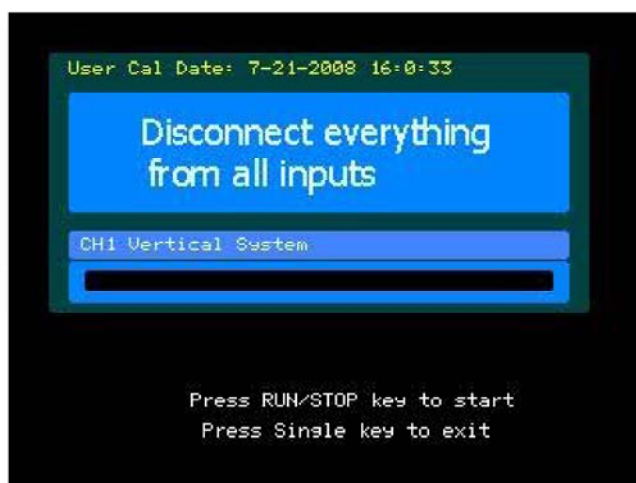 User Cal Date: 7-21-2008 16:0:33
Disconnect everything
from all inputs
CH1 Vertical System
Press RUN/STOP key to start
Press Single key to exit